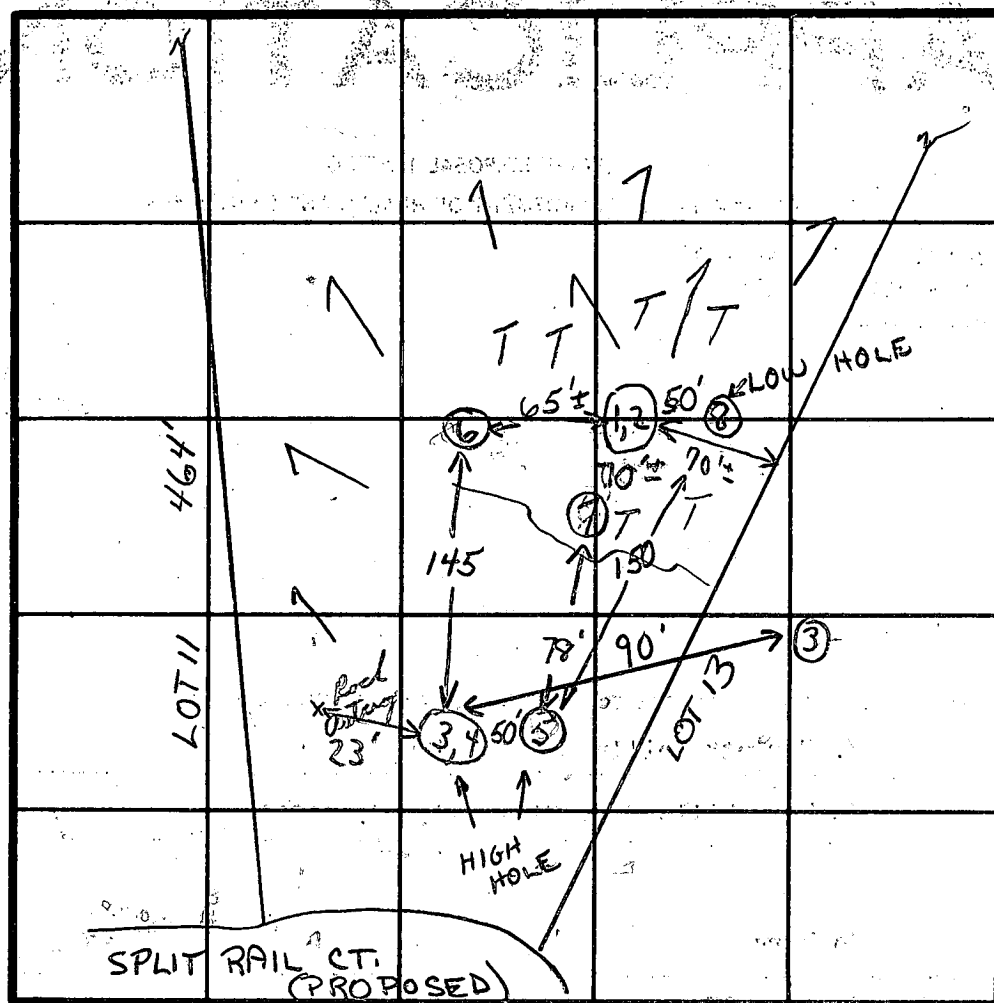 T T T T
LOW HOLE
6 65'± 1,2 50' 8
464'
70'± 70'±
7 T T
145
150
LOT 11
78' 90' 3
LOT 13
Rock
x
23'
3,4 50' 5
HIGH
HOLE
SPLIT RAIL CT.
(PROPOSED)